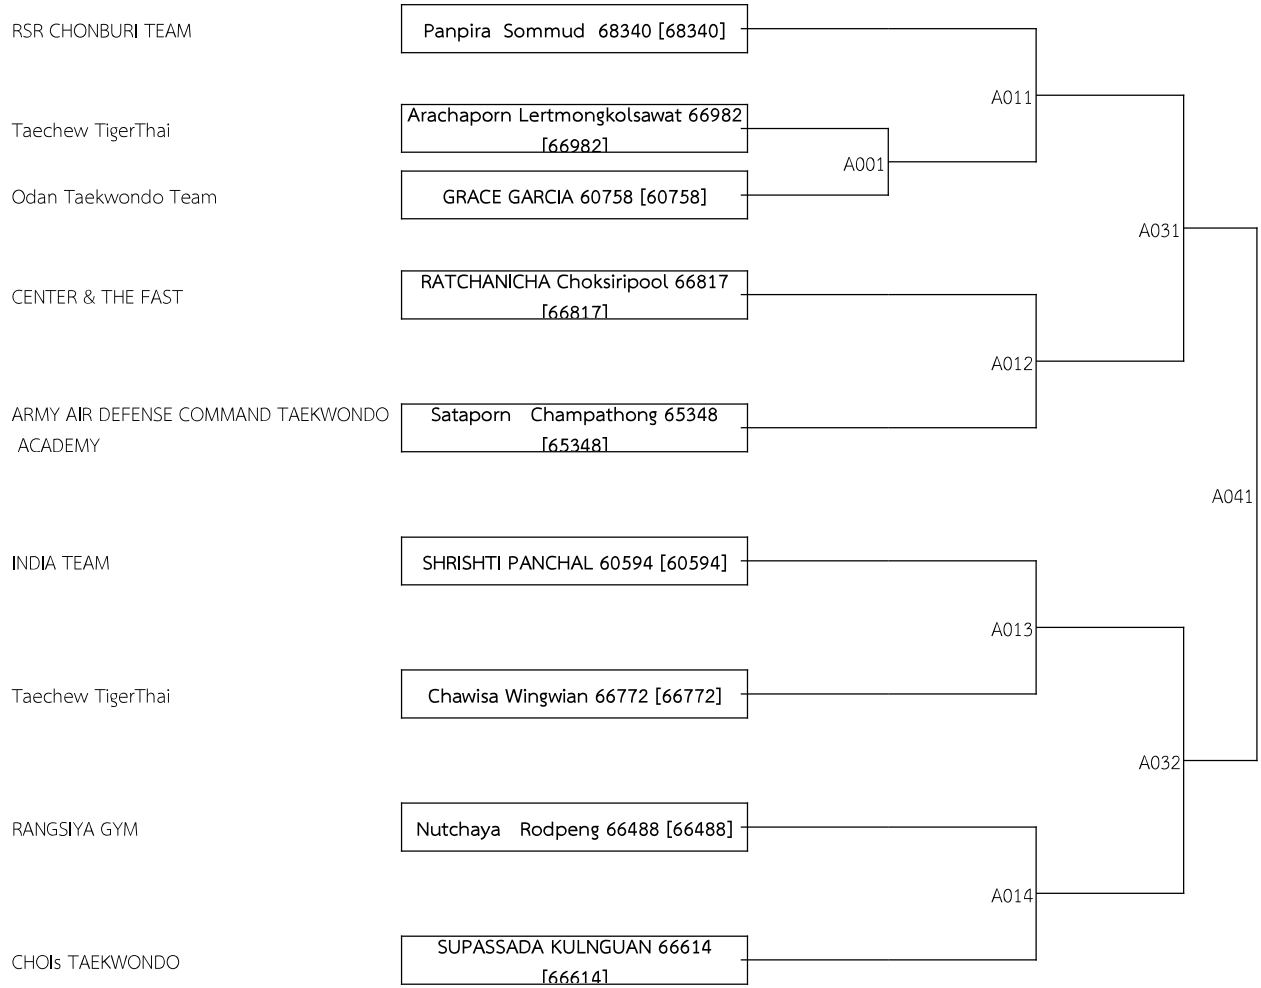 RSR CHONBURI TEAM
Panpira  Sommud  68340 [68340]
A011
Taechew TigerThai
Arachaporn Lertmongkolsawat 66982
[66982]
A001
Odan Taekwondo Team
GRACE GARCIA 60758 [60758]
A031
CENTER & THE FAST
RATCHANICHA Choksiripool 66817
[66817]
A012
ARMY AIR DEFENSE COMMAND TAEKWONDO
ACADEMY
Sataporn   Champathong 65348
[65348]
A041
INDIA TEAM
SHRISHTI PANCHAL 60594 [60594]
A013
Taechew TigerThai
Chawisa Wingwian 66772 [66772]
A032
RANGSIYA GYM
Nutchaya   Rodpeng 66488 [66488]
A014
CHOIs TAEKWONDO
SUPASSADA KULNGUAN 66614
[66614]